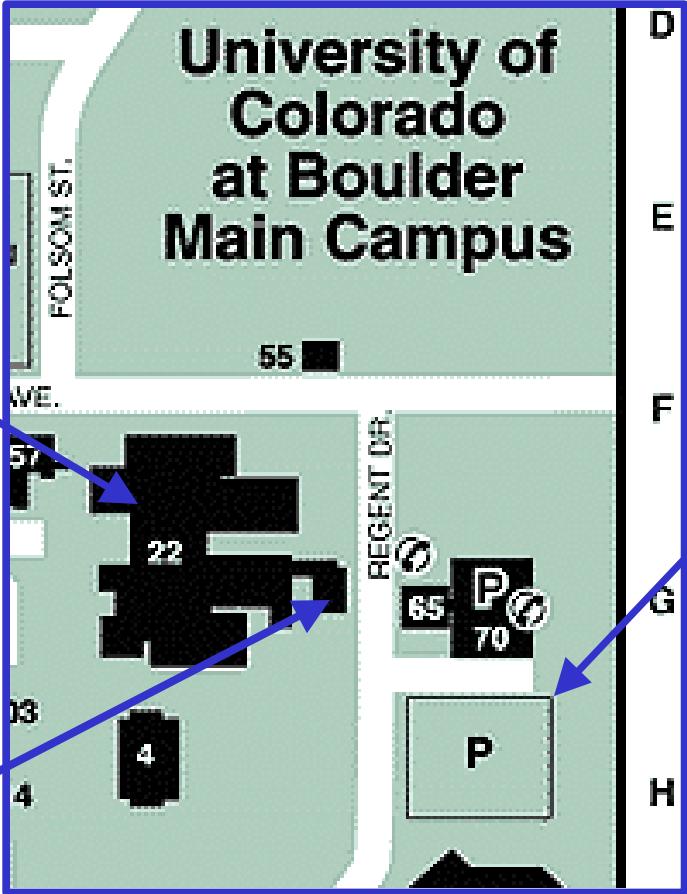 D
University of
Colorado
at Boulder
Main Campus
E
FOLSOM ST.
55
AVE.
F
57
REGENT DR.
22
P
65
70
G
03
4
P
4
H